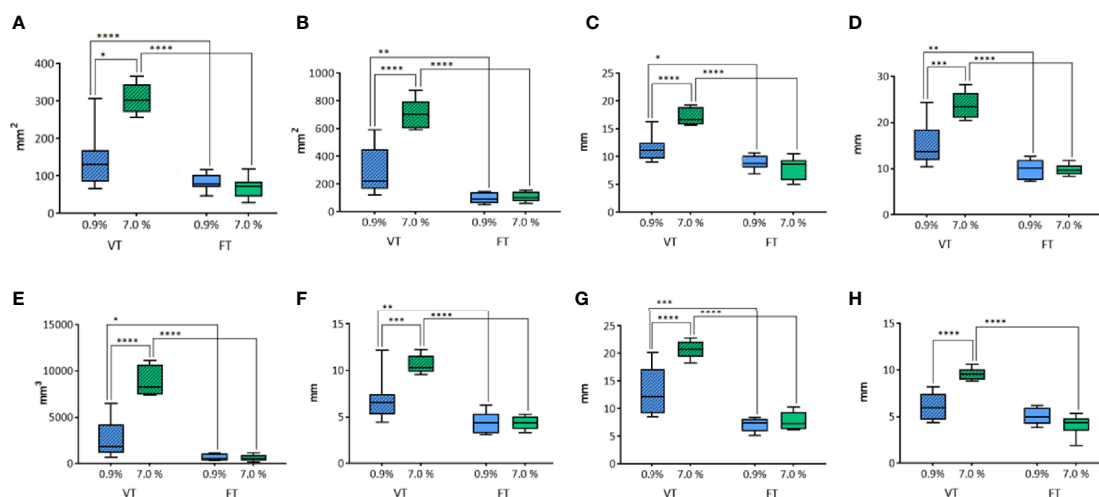 A
B
C
D
****
*
****
**
****
****
*
****
****
**
***
****
400
300
200
100
0
mm2
0.9%
7.0 %
0.9%
7.0 %
VT
FT
1000
800
600
400
200
0
mm2
0.9%
7.0 %
0.9%
7.0 %
VT
FT
25
20
15
10
5
0
mm
0.9%
7.0 %
0.9%
7.0 %
VT
FT
30
20
10
0
mm
0.9%
7.0 %
0.9%
7.0 %
VT
FT
E
F
G
H
*
****
****
**
***
****
***
****
****
****
****
15000
10000
5000
0
mm3
0.9%
7.0 %
0.9%
7.0 %
VT
FT
15
10
5
0
mm
0.9%
7.0 %
0.9%
7.0 %
VT
FT
25
20
15
10
5
0
mm
0.9%
7.0 %
0.9%
7.0 %
VT
FT
15
10
5
0
mm
0.9%
7.0 %
0.9%
7.0 %
VT
FT